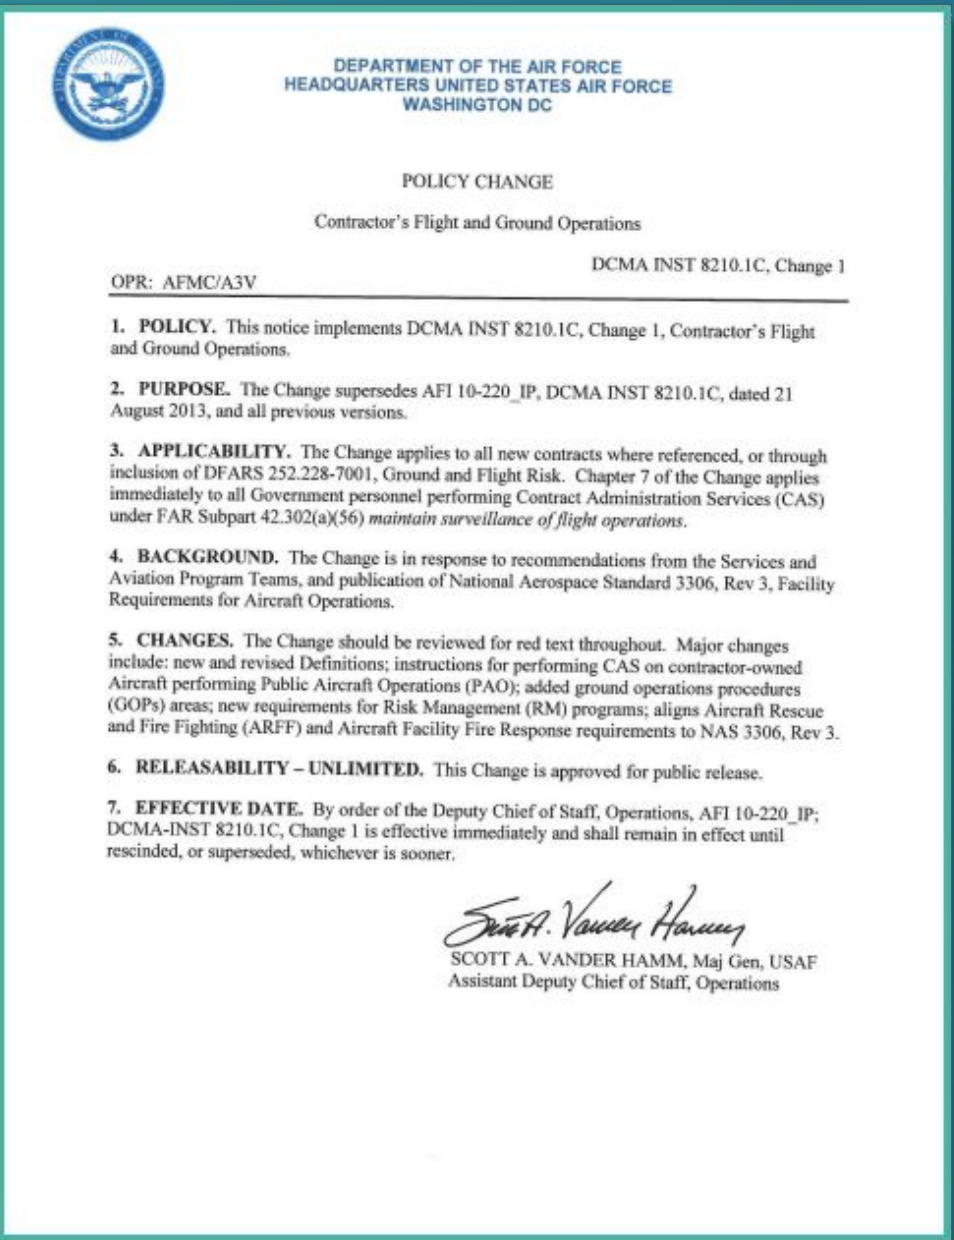 DEPARTMENT OF THE AIR FORCE
HEADQUARTERS UNITED STATES AIR FORCE
WASHINGTON DC
POLICY CHANGE
Contractor's Flight and Ground Operations
DCMA INST 8210.1C, Change 1
OPR: AFMC/A3V
1. POLICY. This notice implements DCMA INST 8210.1C, Change 1, Contractor's Flight
and Ground Operations.
2. PURPOSE. The Change supersedes AFI 10-220_IP, DCMA INST 8210.1C, dated 21
August 2013, and all previous versions.
3. APPLICABILITY. The Change applies to all new contracts where referenced, or through
inclusion of DFARS 252.228-7001, Ground and Flight Risk. Chapter 7 of the Change applies
immediately to all Government personnel performing Contract Administration Services (CAS)
under FAR Subpart 42.302(a)(56) maintain surveillance of flight operations.
4. BACKGROUND. The Change is in response to recommendations from the Services and
Aviation Program Teams, and publication of National Aerospace Standard 3306, Rev 3, Facility
Requirements for Aircraft Operations.
5. CHANGES. The Change should be reviewed for red text throughout. Major changes
include: new and revised Definitions; instructions for performing CAS on contractor-owned
Aircraft performing Public Aircraft Operations (PAO); added ground operations procedures
(GOPs) areas; new requirements for Risk Management (RM) programs; aligns Aircraft Rescue
and Fire Fighting (ARFF) and Aircraft Facility Fire Response requirements to NAS 3306, Rev 3.
6. RELEASABILITY – UNLIMITED. This Change is approved for public release.
7. EFFECTIVE DATE. By order of the Deputy Chief of Staff, Operations, AFI 10-220_IP;
DCMA-INST 8210.1C, Change 1 is effective immediately and shall remain in effect until
rescinded, or superseded, whichever is sooner.
SCOTT A. VANDER HAMM, Maj Gen, USAF
Assistant Deputy Chief of Staff, Operations